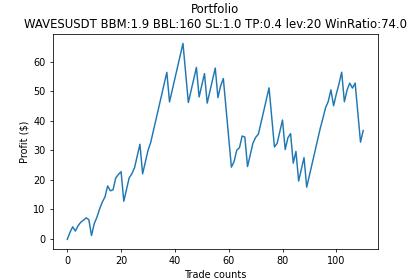 Portfolio
WAVESUSDT BBM:1.9 BBL:160 SL:1.0 TP:0.4 lev:20 WinRatio:74.0
Profit ($)
60
50
40
30
20
10
0
0 20 40 60 80 100
Trade counts